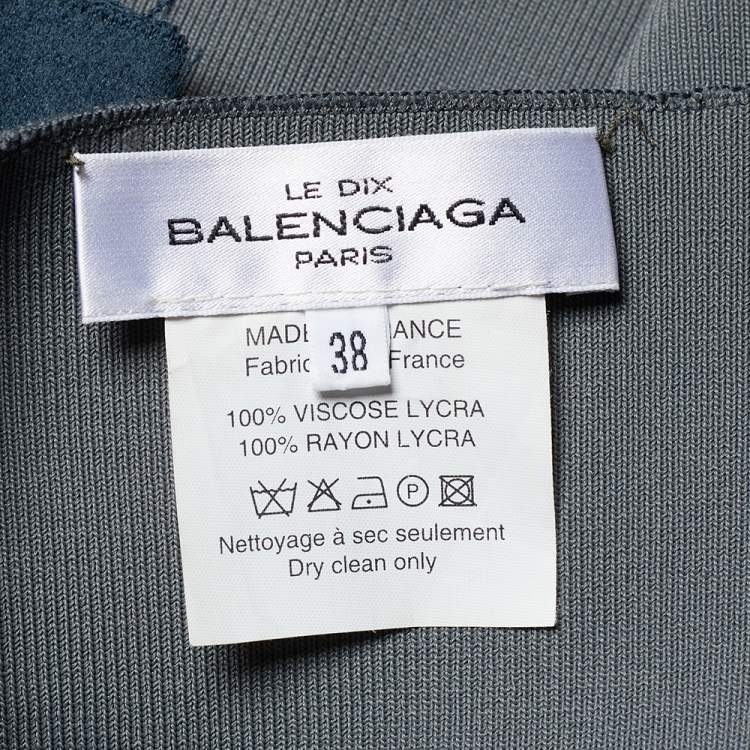 LE DIX
BALENCIAGA
PARIS
MADE ANCE
38
Fabric France
100% VISCOSE LYCRA
100% RAYON LYCRA
P
Nettoyage à sec seulement
Dry clean only